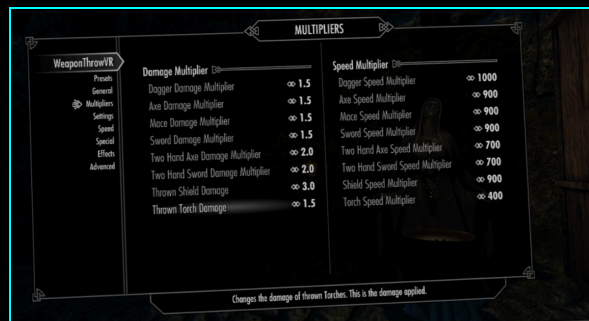 MULTIPLIERS
WeaponThrowVR
Presets
General
Multipliers
Settings
Speed
Special
Effects
Advanced
Damage Multiplier
Dagger Damage Multiplier 1.5
Axe Damage Multiplier 1.5
Mace Damage Multiplier 1.5
Sword Damage Multiplier 1.5
Two Hand Axe Damage Multiplier 2.0
Two Hand Sword Damage Multiplier 2.0
Thrown Shield Damage 3.0
Thrown Torch Damage 1.5
Speed Multiplier
Dagger Speed Multiplier 1000
Axe Speed Multiplier 900
Mace Speed Multiplier 900
Sword Speed Multiplier 900
Two Hand Axe Speed Multiplier 700
Two Hand Sword Speed Multiplier 700
Shield Speed Multiplier 900
Torch Speed Multiplier 400
Changes the damage of thrown Torches. This is the damage applied.